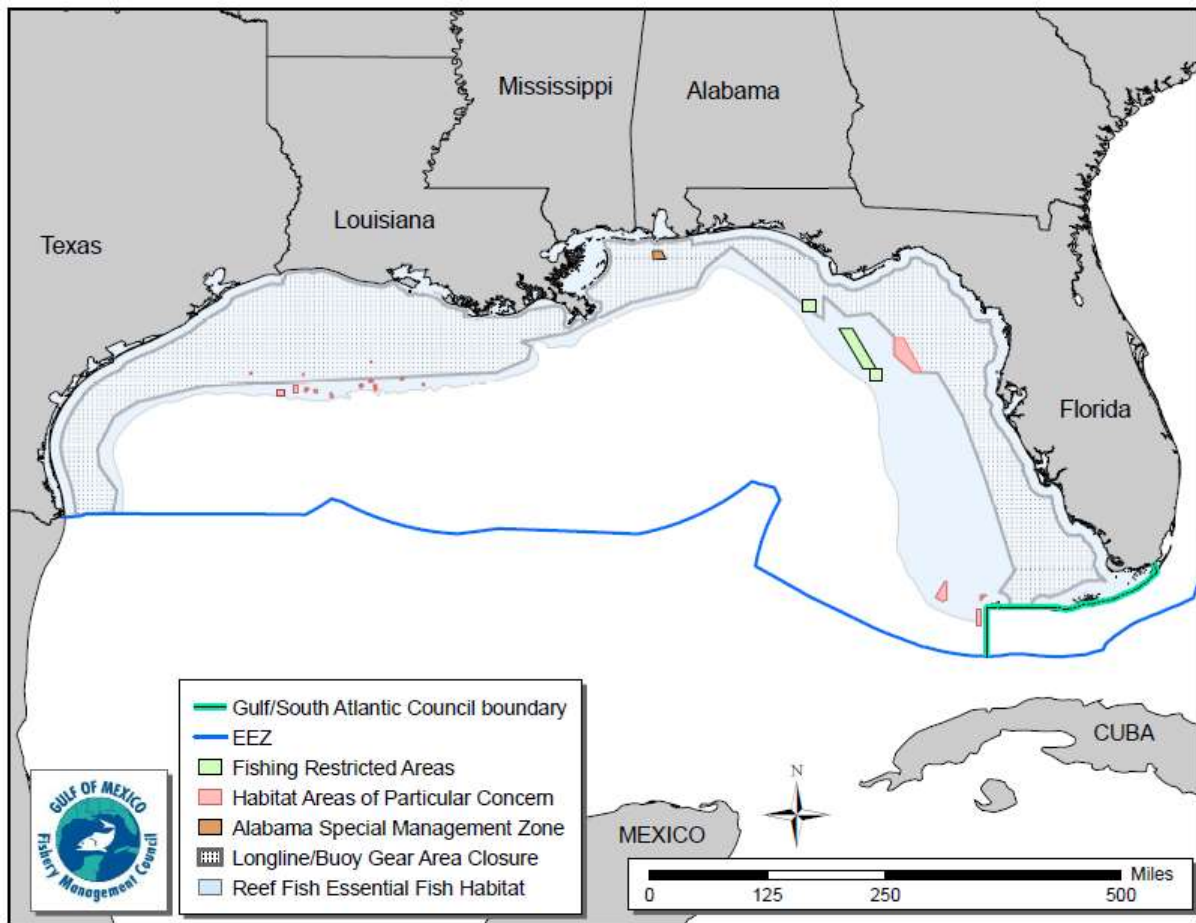 Mississippi
Alabama
Louisiana
Texas
Florida
Gulf/South Atlantic Council boundary
EEZ
Fishing Restricted Areas
Habitat Areas of Particular Concern
Alabama Special Management Zone
Longline/Buoy Gear Area Closure
Reef Fish Essential Fish Habitat
GULF OF MEXICO
Fishery Management Council
CUBA
MEXICO
N
Miles
0 125 250 500